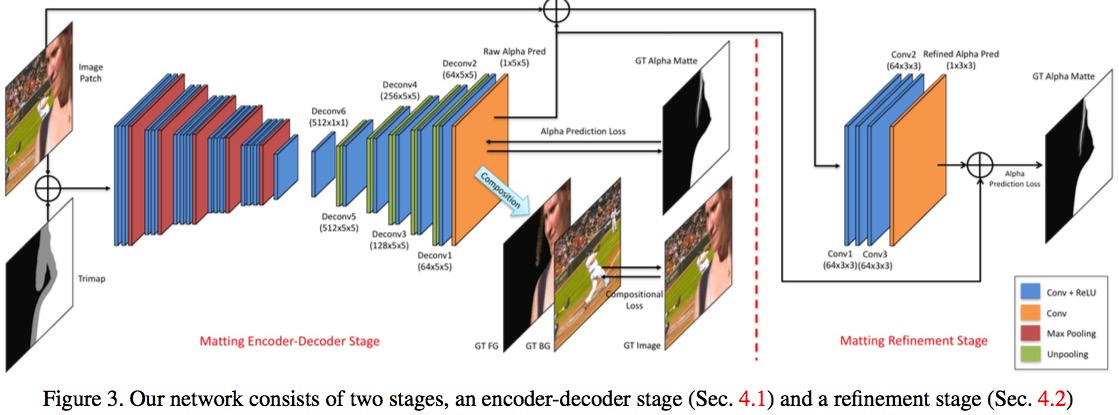 Image
Patch
Trimap
Deconv6
(512x1x1)
Deconv5
(512x5x5)
Deconv4
(256x5x5)
Deconv3
(128x5x5)
Deconv2
(64x5x5)
Deconv1
(64x5x5)
Raw Alpha Pred
(1x5x5)
GT Alpha Matte
Alpha Prediction Loss
Composition
Compositional
Loss
GT FG
GT BG
GT Image
Matting Encoder-Decoder Stage
Conv2
(64x3x3)
Refined Alpha Pred
(1x3x3)
Conv1
(64x3x3)
Conv3
(64x3x3)
Alpha
Prediction Loss
GT Alpha Matte
Matting Refinement Stage
Conv + ReLU
Conv
Max Pooling
Unpooling
Figure 3. Our network consists of two stages, an encoder-decoder stage (Sec. 4.1) and a refinement stage (Sec. 4.2)